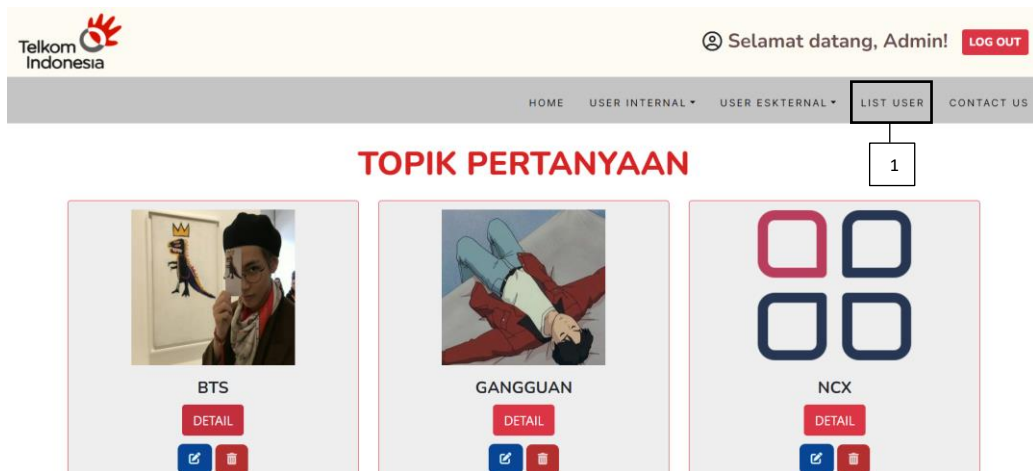 Telkom
Indonesia
Selamat datang, Admin!
LOG OUT
HOME
USER INTERNAL
USER ESKTERNAL
LIST USER
CONTACT US
1
TOPIK PERTANYAAN
BTS
DETAIL
GANGGUAN
DETAIL
NCX
DETAIL